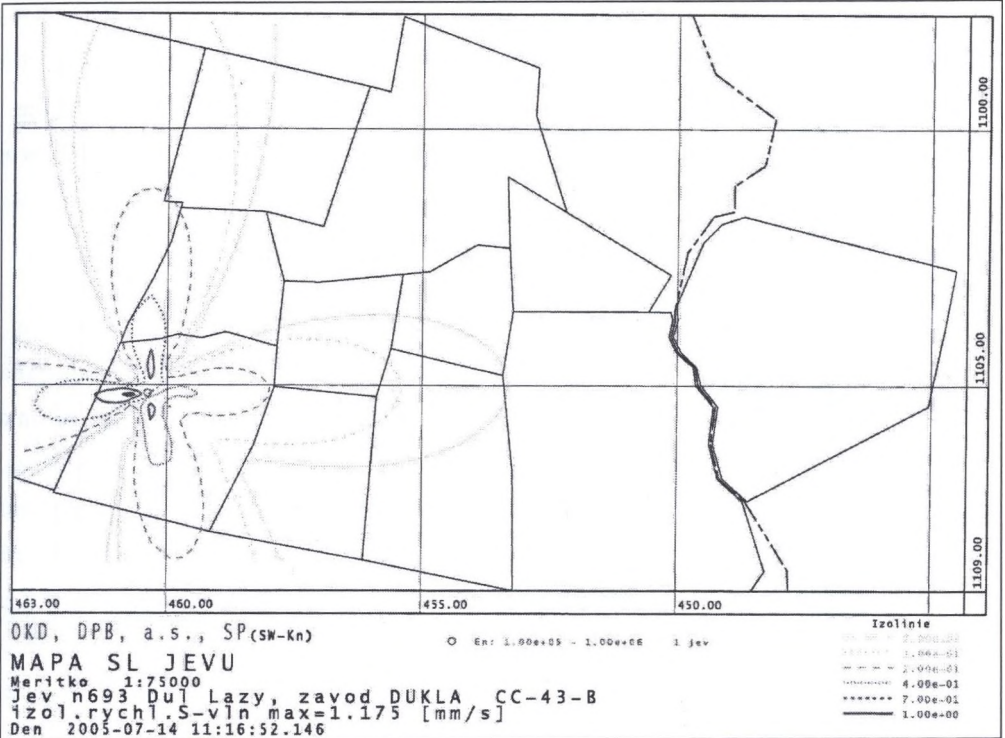 1100.00
1105.00
1109.00
463.00 460.00 455.00 450.00
OKD, DPB, a.s., SP(SW-Kn)
O En: 1.00e+05 - 1.00e+06 1 jev
Izolinie
2.00e-01
4.00e-01
7.00e-01
1.00e+00
MAPA SL JEVU
Meritko 1:75000
Jev n693 Dul Lazy, zavod DUKLA CC-43-B
izol.rychl.S-vln max=1.175 [mm/s]
Den 2005-07-14 11:16:52.146